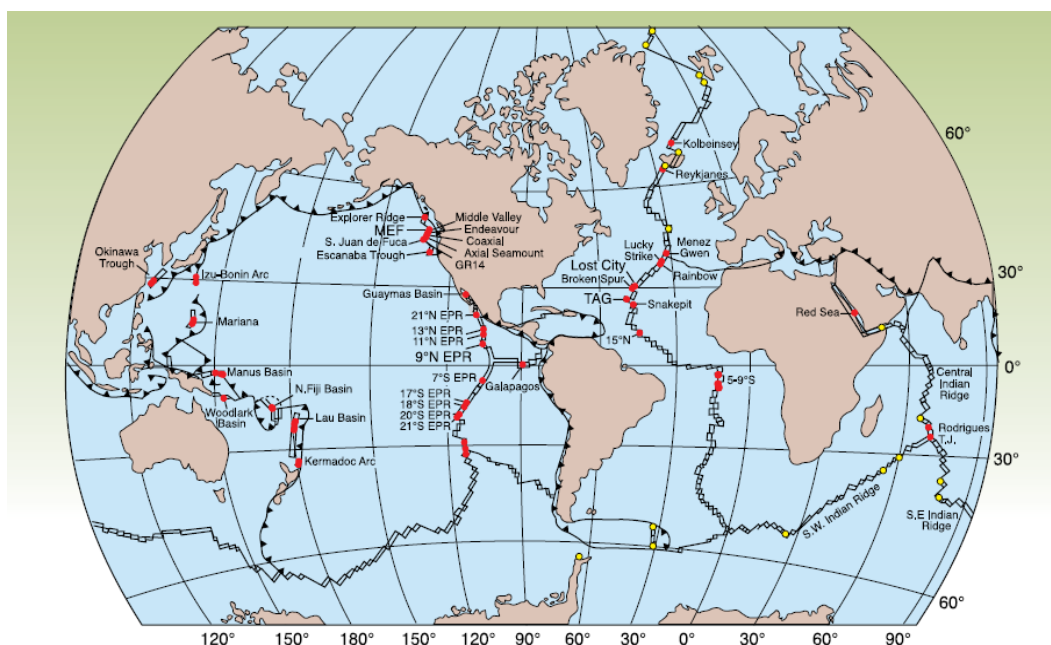 60°
Kolbeinsey
Reykjanes
Explorer Ridge
Middle Valley
MEF
Endeavour
S. Juan de Fuca
Coaxial
Axial Seamount
Escanaba Trough
GR14
Okinawa
Trough
Izu-Bonin Arc
Lucky
Strike
Menez
Gwen
Lost City
Rainbow
Broken Spur
30°
Guaymas Basin
TAG
Snakepit
Red Sea
21°N EPR
Mariana
13°N EPR
11°N EPR
15°N
9°N EPR
0°
Manus Basin
7°S EPR
Galapagos
5-9°S
Central
Indian
Ridge
N.Fiji Basin
17°S EPR
18°S EPR
20°S EPR
21°S EPR
Woodlark
Basin
Lau Basin
Rodrigues
T.J.
Kermadoc Arc
30°
S.W. Indian Ridge
S.E Indian
Ridge
60°
120°
150°
180°
150°
120°
90°
60°
30°
0°
30°
60°
90°